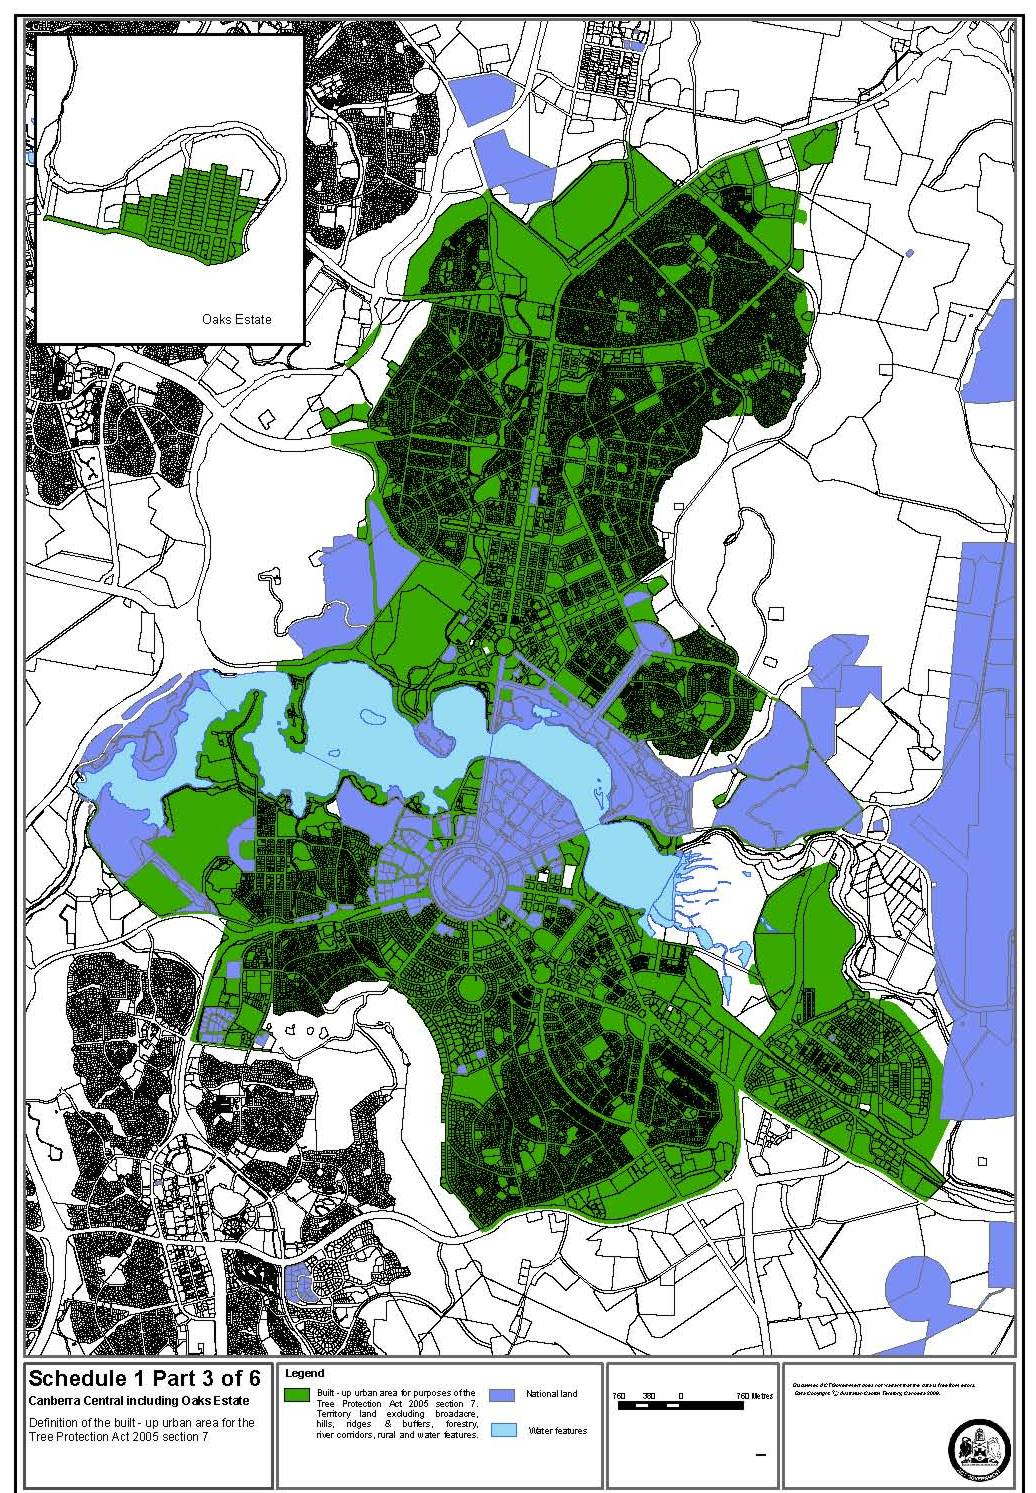 Oaks Estate
Schedule 1 Part 3 of 6
Canberra Central including Oaks Estate
Definition of the built - up urban area for the
Tree Protection Act 2005 section 7
Legend
Built - up urban area for purposes of the
Tree Protection Act 2005 section 7.
Territory land excluding broadacre,
hills, ridges & buffers, forestry,
river corridors, rural and water features.
National land
Water features
760 380 0 760 Metres